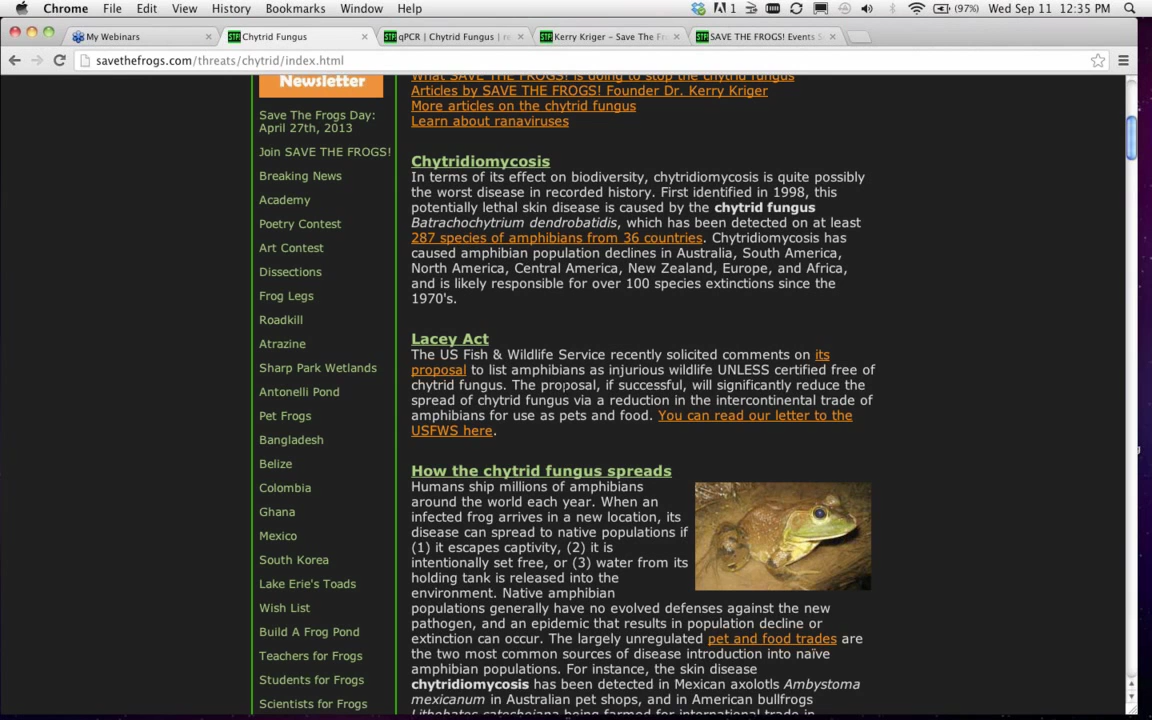 Chrome File Edit View History Bookmarks Window Help 1 (97%) Wed Sep 11 12:35 PM
My Webinars Chytrid Fungus qPCR | Chytrid Fungus | Kerry Kriger – Save The SAVE THE FROGS! Events
savethefrogs.com/threats/chytrid/index.html
Newsletter
Save The Frogs Day:
April 27th, 2013
Join SAVE THE FROGS!
Breaking News
Academy
Poetry Contest
Art Contest
Dissections
Frog Legs
Roadkill
Atrazine
Sharp Park Wetlands
Antonelli Pond
Pet Frogs
Bangladesh
Belize
Colombia
Ghana
Mexico
South Korea
Lake Erie's Toads
Wish List
Build A Frog Pond
Teachers for Frogs
Students for Frogs
Scientists for Frogs
What SAVE THE FROGS! is doing to stop the chytrid fungus
Articles by SAVE THE FROGS! Founder Dr. Kerry Kriger
More articles on the chytrid fungus
Learn about ranaviruses
Chytridiomycosis
In terms of its effect on biodiversity, chytridiomycosis is quite possibly
the worst disease in recorded history. First identified in 1998, this
potentially lethal skin disease is caused by the chytrid fungus
Batrachochytrium dendrobatidis, which has been detected on at least
287 species of amphibians from 36 countries. Chytridiomycosis has
caused amphibian population declines in Australia, South America,
North America, Central America, New Zealand, Europe, and Africa,
and is likely responsible for over 100 species extinctions since the
1970's.
Lacey Act
The US Fish & Wildlife Service recently solicited comments on its
proposal to list amphibians as injurious wildlife UNLESS certified free of
chytrid fungus. The proposal, if successful, will significantly reduce the
spread of chytrid fungus via a reduction in the intercontinental trade of
amphibians for use as pets and food. You can read our letter to the
USFWS here.
How the chytrid fungus spreads
Humans ship millions of amphibians
around the world each year. When an
infected frog arrives in a new location, its
disease can spread to native populations if
(1) it escapes captivity, (2) it is
intentionally set free, or (3) water from its
holding tank is released into the
environment. Native amphibian
populations generally have no evolved defenses against the new
pathogen, and an epidemic that results in population decline or
extinction can occur. The largely unregulated pet and food trades are
the two most common sources of disease introduction into naïve
amphibian populations. For instance, the skin disease
chytridiomycosis has been detected in Mexican axolotls Ambystoma
mexicanum in Australian pet shops, and in American bullfrogs
Lithobates catesbeiana being farmed for international trade in